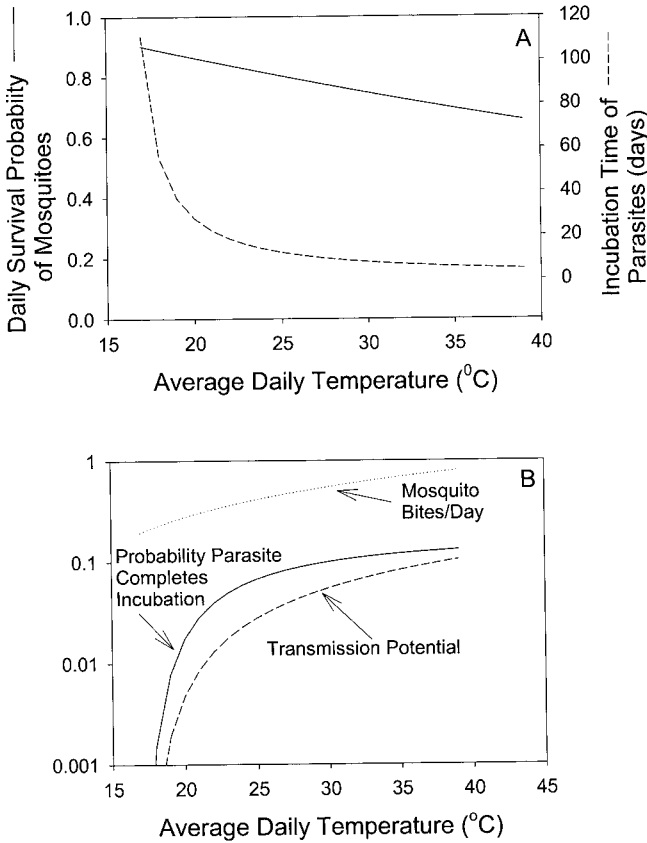 A
Daily Survival Probabiity
of Mosquitoes
1.0
0.8
0.6
0.4
0.2
0.0
120
100
80
60
40
20
0
Incubation Time of
Parasites (days)
15 20 25 30 35 40
Average Daily Temperature (⁰C)
B
1
0.1
0.01
0.001
Mosquito
Bites/Day
Probability Parasite
Completes
Incubation
Transmission Potential
15 20 25 30 35 40 45
Average Daily Temperature (°C)